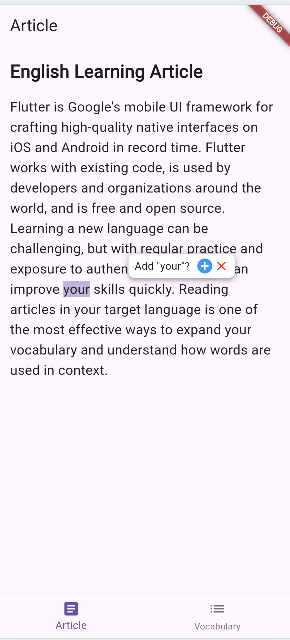 Article
DEBUG
English Learning Article
Flutter is Google's mobile UI framework for
crafting high-quality native interfaces on
iOS and Android in record time. Flutter
works with existing code, is used by
developers and organizations around the
world, and is free and open source.
Learning a new language can be
challenging, but with regular practice and
exposure to authen
Add "your"?
an
improve your skills quickly. Reading
articles in your target language is one of
the most effective ways to expand your
vocabulary and understand how words are
used in context.
Article
Vocabulary